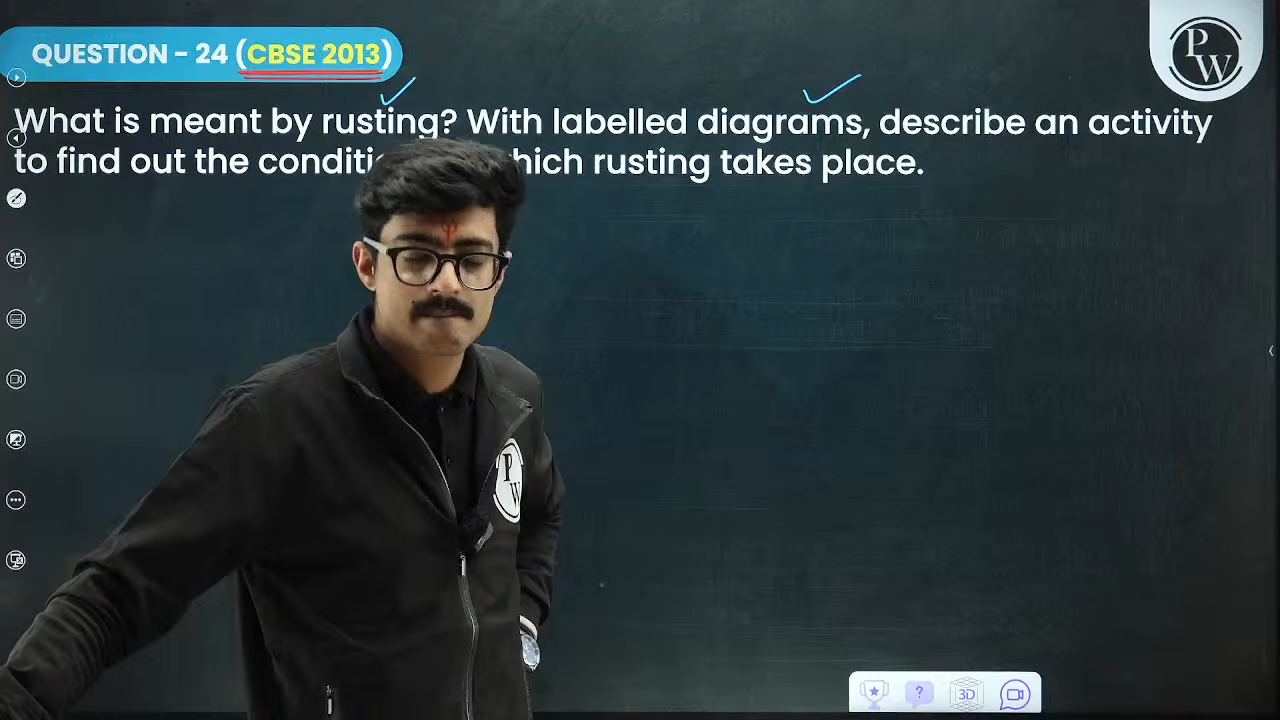 QUESTION - 24 (CBSE 2013)
P
W
What is meant by rusting? With labelled diagrams, describe an activity
to find out the hich rusting takes place.
P
W
?
3D